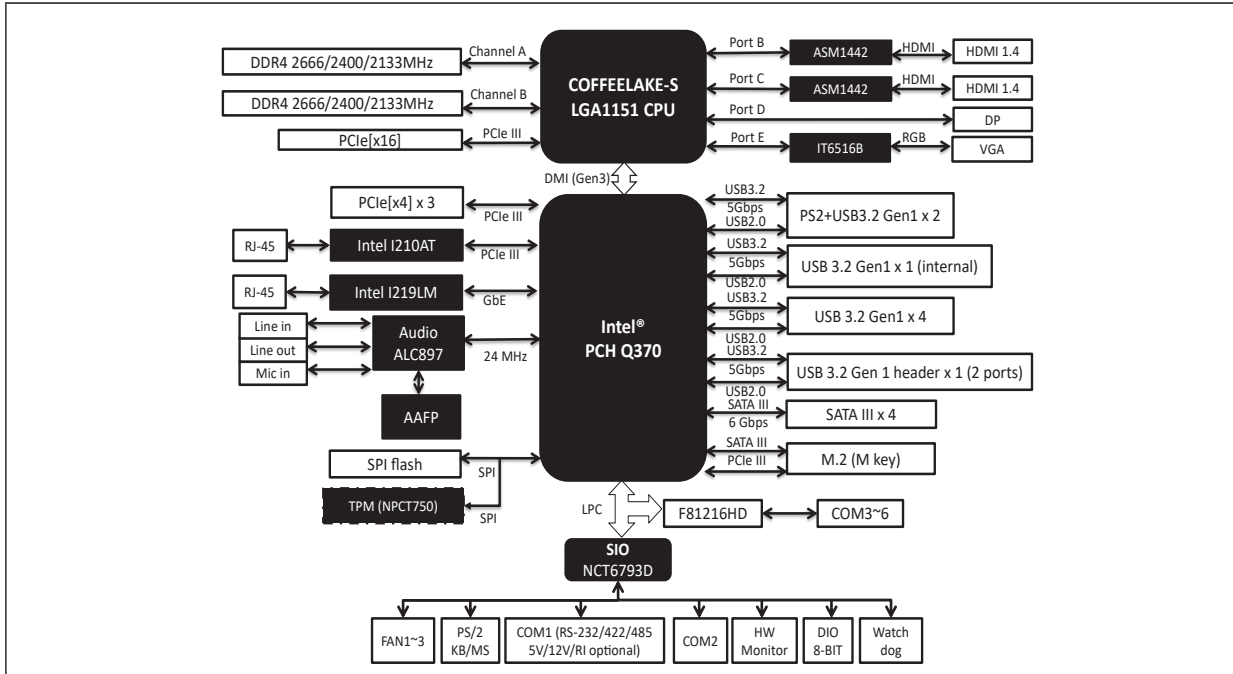 DDR4 2666/2400/2133MHz
Channel A
DDR4 2666/2400/2133MHz
Channel B
PCIe[x16]
PCIe III
COFFEELAKE-S
LGA1151 CPU
Port B
ASM1442
HDMI
HDMI 1.4
Port C
ASM1442
HDMI
HDMI 1.4
Port D
DP
Port E
IT6516B
RGB
VGA
DMI (Gen3)
PCIe[x4] x 3
PCIe III
RJ-45
Intel I210AT
PCIe III
RJ-45
Intel I219LM
GbE
Line in
Line out
Mic in
Audio
ALC897
24 MHz
AAFP
SPI flash
SPI
TPM (NPCT750)
SPI
Intel®
PCH Q370
USB3.2
5Gbps
USB2.0
PS2+USB3.2 Gen1 x 2
USB3.2
5Gbps
USB2.0
USB 3.2 Gen1 x 1 (internal)
USB3.2
5Gbps
USB2.0
USB 3.2 Gen1 x 4
USB3.2
5Gbps
USB2.0
USB 3.2 Gen 1 header x 1 (2 ports)
SATA III
6 Gbps
SATA III x 4
SATA III
PCIe III
M.2 (M key)
LPC
F81216HD
COM3~6
SIO
NCT6793D
FAN1~3
PS/2
KB/MS
COM1 (RS-232/422/485
5V/12V/RI optional)
COM2
HW
Monitor
DIO
8-BIT
Watch
dog